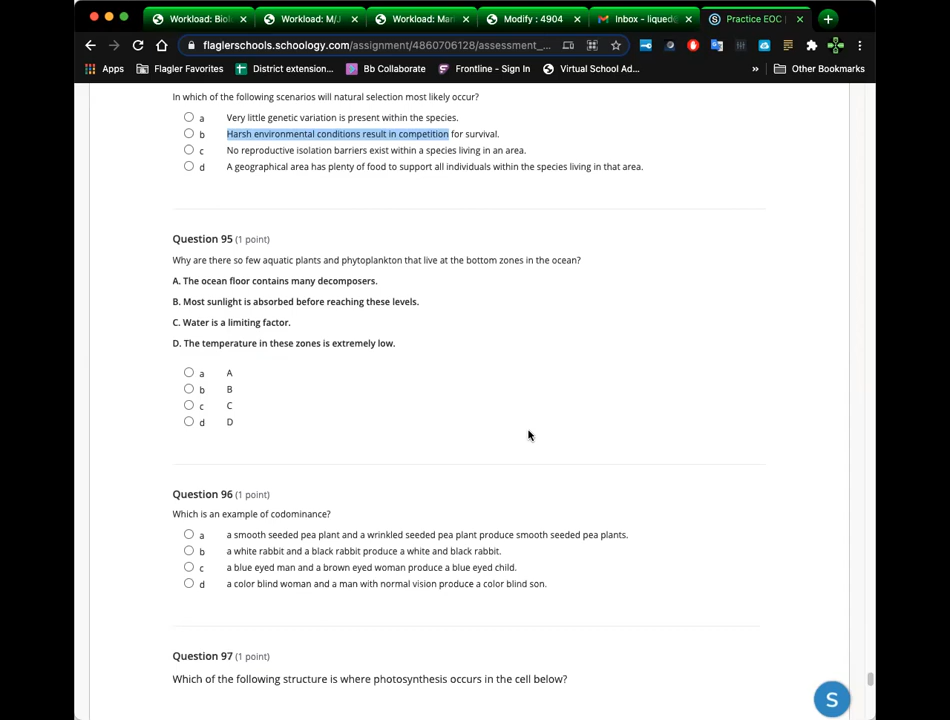 Workload: Biol
Workload: M/J
Workload: Mar
Modify : 4904
Inbox - liqued
Practice EOC
flaglerschools.schoology.com/assignment/4860706128/assessment_...
Apps
Flagler Favorites
District extension...
Bb Collaborate
Frontline - Sign In
Virtual School Ad...
»
Other Bookmarks
In which of the following scenarios will natural selection most likely occur?
a Very little genetic variation is present within the species.
b Harsh environmental conditions result in competition for survival.
c No reproductive isolation barriers exist within a species living in an area.
d A geographical area has plenty of food to support all individuals within the species living in that area.
Question 95 (1 point)
Why are there so few aquatic plants and phytoplankton that live at the bottom zones in the ocean?
A. The ocean floor contains many decomposers.
B. Most sunlight is absorbed before reaching these levels.
C. Water is a limiting factor.
D. The temperature in these zones is extremely low.
a A
b B
c C
d D
Question 96 (1 point)
Which is an example of codominance?
a a smooth seeded pea plant and a wrinkled seeded pea plant produce smooth seeded pea plants.
b a white rabbit and a black rabbit produce a white and black rabbit.
c a blue eyed man and a brown eyed woman produce a blue eyed child.
d a color blind woman and a man with normal vision produce a color blind son.
Question 97 (1 point)
Which of the following structure is where photosynthesis occurs in the cell below?
S